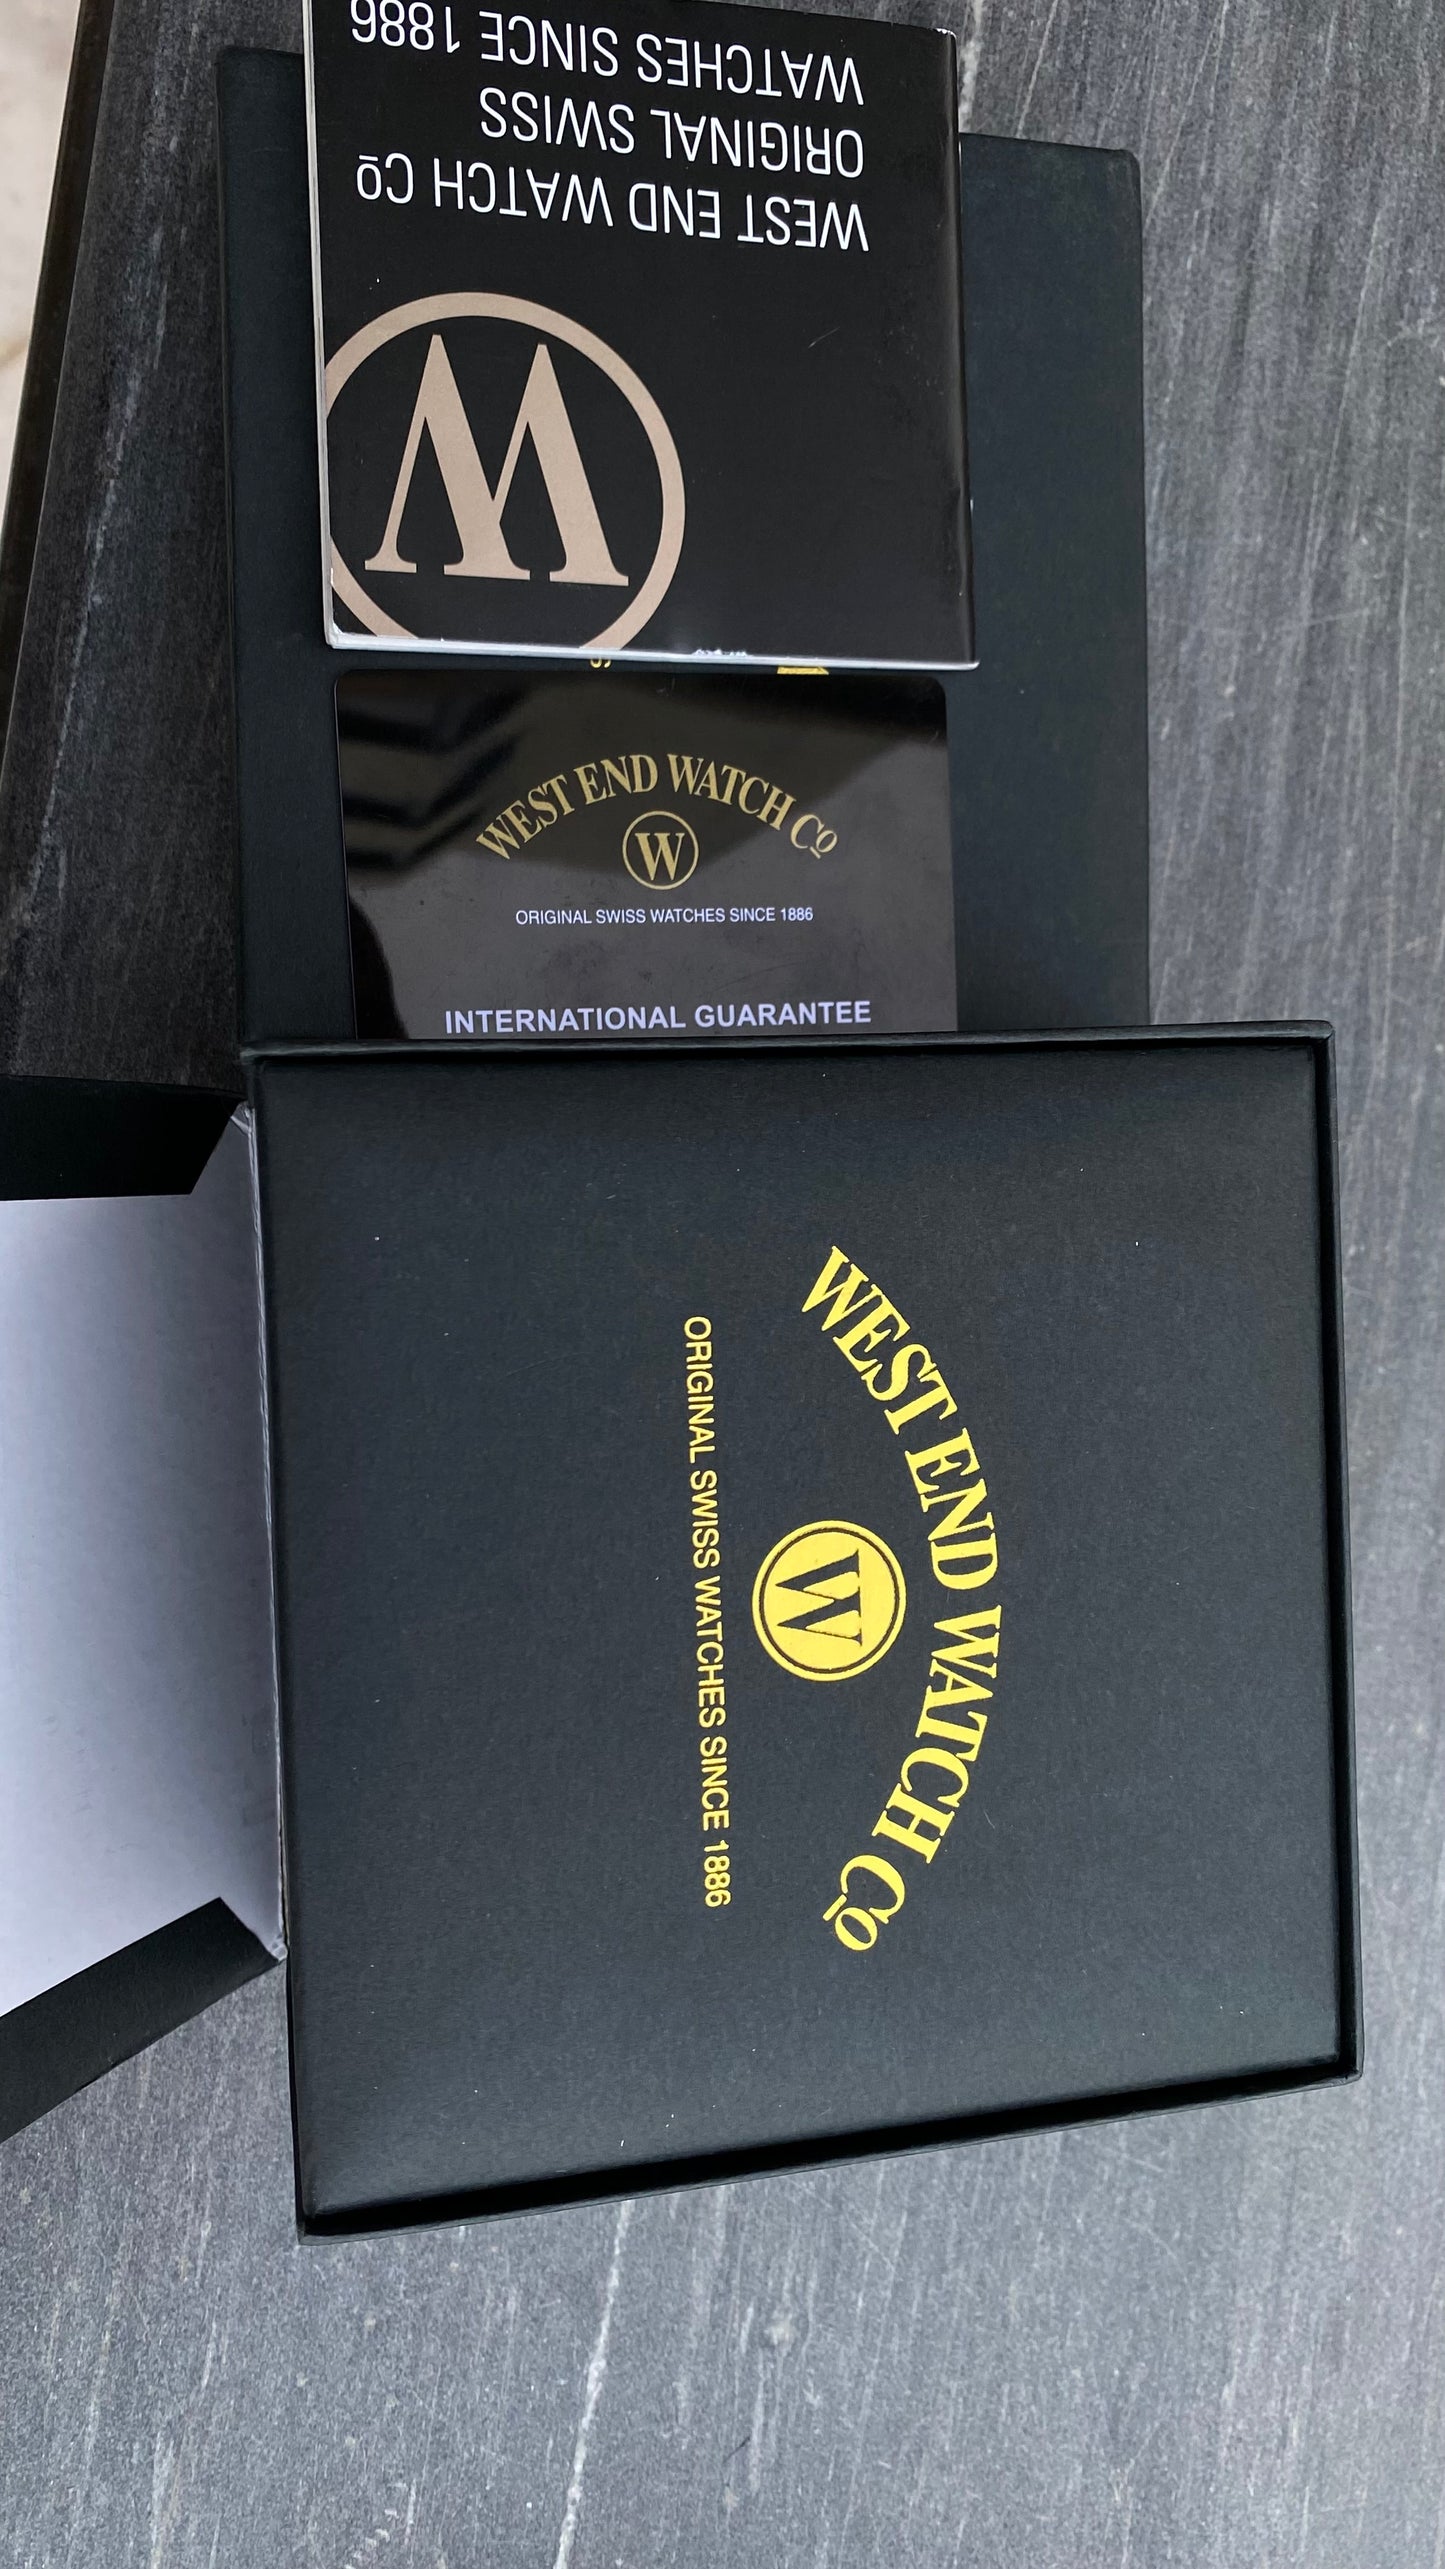 WEST END WATCH Cº
ORIGINAL SWISS
WATCHES SINCE 1886
W
WEST END WATCH Cº
W
ORIGINAL SWISS WATCHES SINCE 1886
INTERNATIONAL GUARANTEE
WEST END WATCH Cº
W
ORIGINAL SWISS WATCHES SINCE 1886